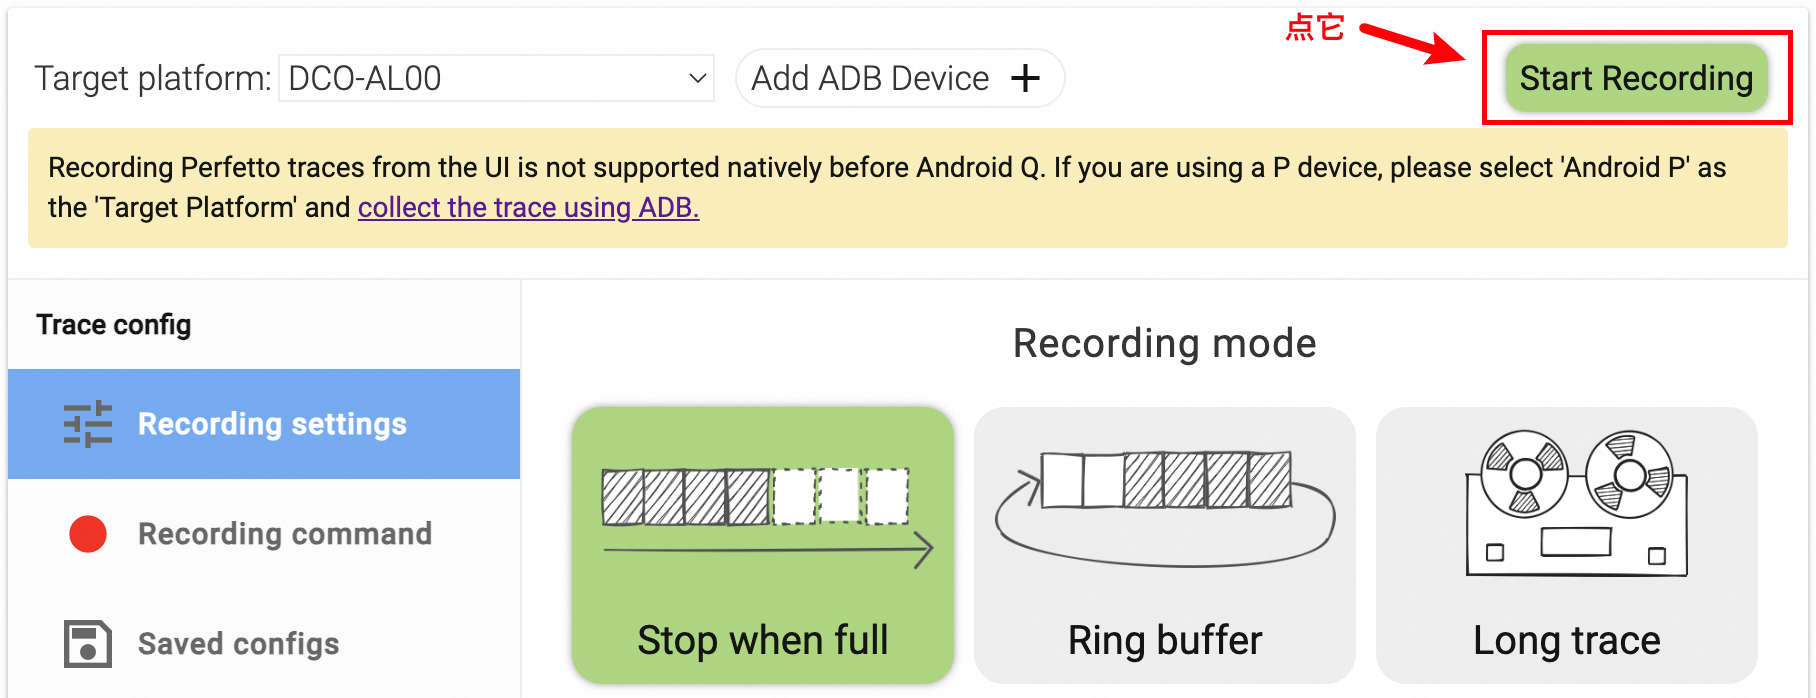 点它
Target platform: DCO-AL00 Add ADB Device + Start Recording
Recording Perfetto traces from the UI is not supported natively before Android Q. If you are using a P device, please select 'Android P' as
the 'Target Platform' and collect the trace using ADB.
Trace config
Recording settings
Recording command
Saved configs
Recording mode
Stop when full
Ring buffer
Long trace